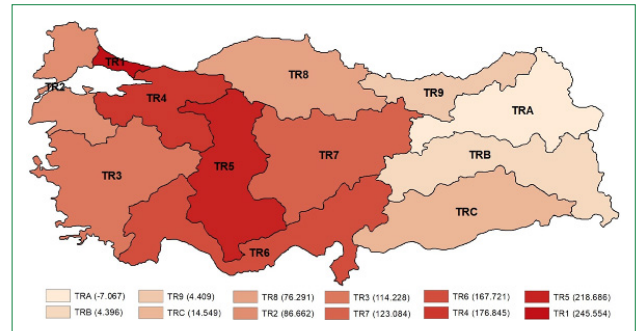 TR1
TR8
TR2
TR9
TR4
TRA
TR7
TRB
TR5
TR3
TRC
TR6
TRA (-7.067) TR9 (4.409) TR8 (76.291) TR3 (114.228) TR6 (167.721) TR5 (218.686)
TRB (4.396) TRC (14.549) TR2 (86.662) TR7 (123.084) TR4 (176.845) TR1 (245.554)